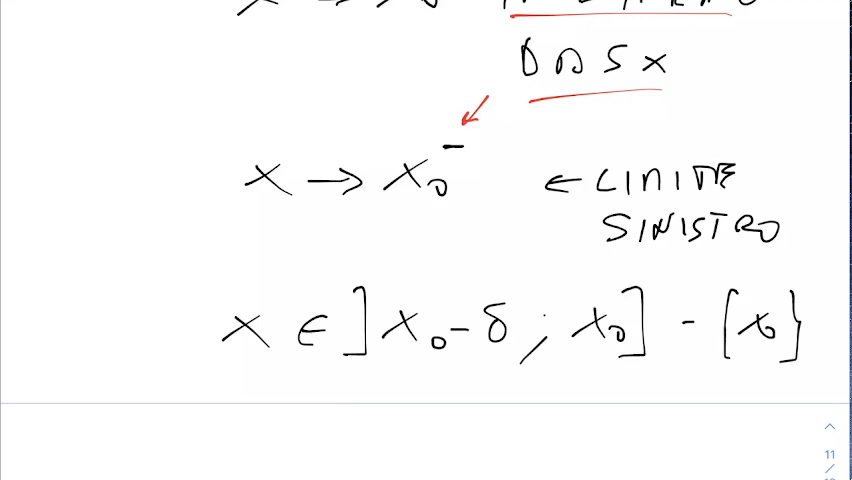 DA SX
x → x₀⁻ ← LIMITE
SINISTRO
x ∈ ]x₀-δ ; x₀] - {x₀}
11
/